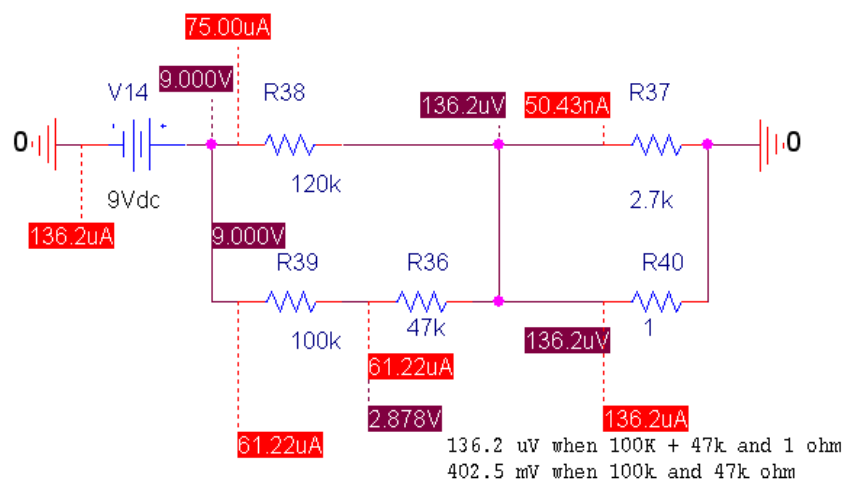 75.00uA
9.000V
V14
R38
136.2uV
50.43nA
R37
0
0
120k
9Vdc
2.7k
136.2uA
9.000V
R39
R36
R40
100k
47k
1
136.2uV
61.22uA
2.878V
136.2uA
61.22uA
136.2 uV when 100K + 47k and 1 ohm
402.5 mV when 100k and 47k ohm